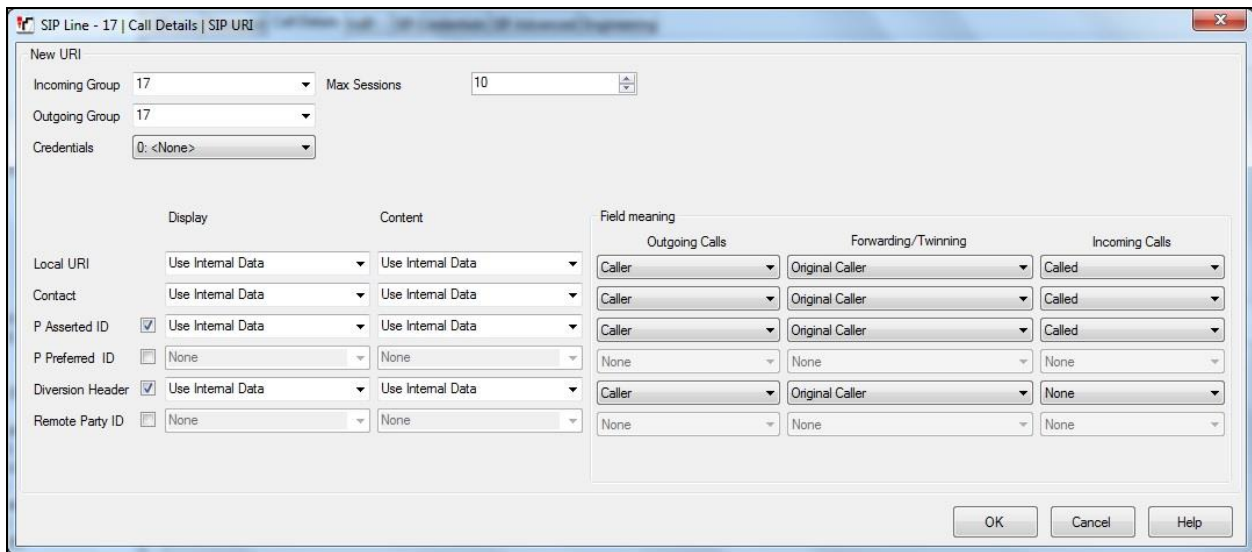 SIP Line - 17 | Call Details | SIP URI
New URI
Incoming Group 17 Max Sessions 10
Outgoing Group 17
Credentials 0: <None>
Display Content Field meaning
Outgoing Calls Forwarding/Twinning Incoming Calls
Local URI Use Internal Data Use Internal Data Caller Original Caller Called
Contact Use Internal Data Use Internal Data Caller Original Caller Called
P Asserted ID Use Internal Data Use Internal Data Caller Original Caller Called
P Preferred ID None None None None None
Diversion Header Use Internal Data Use Internal Data Caller Original Caller None
Remote Party ID None None None None None
OK Cancel Help